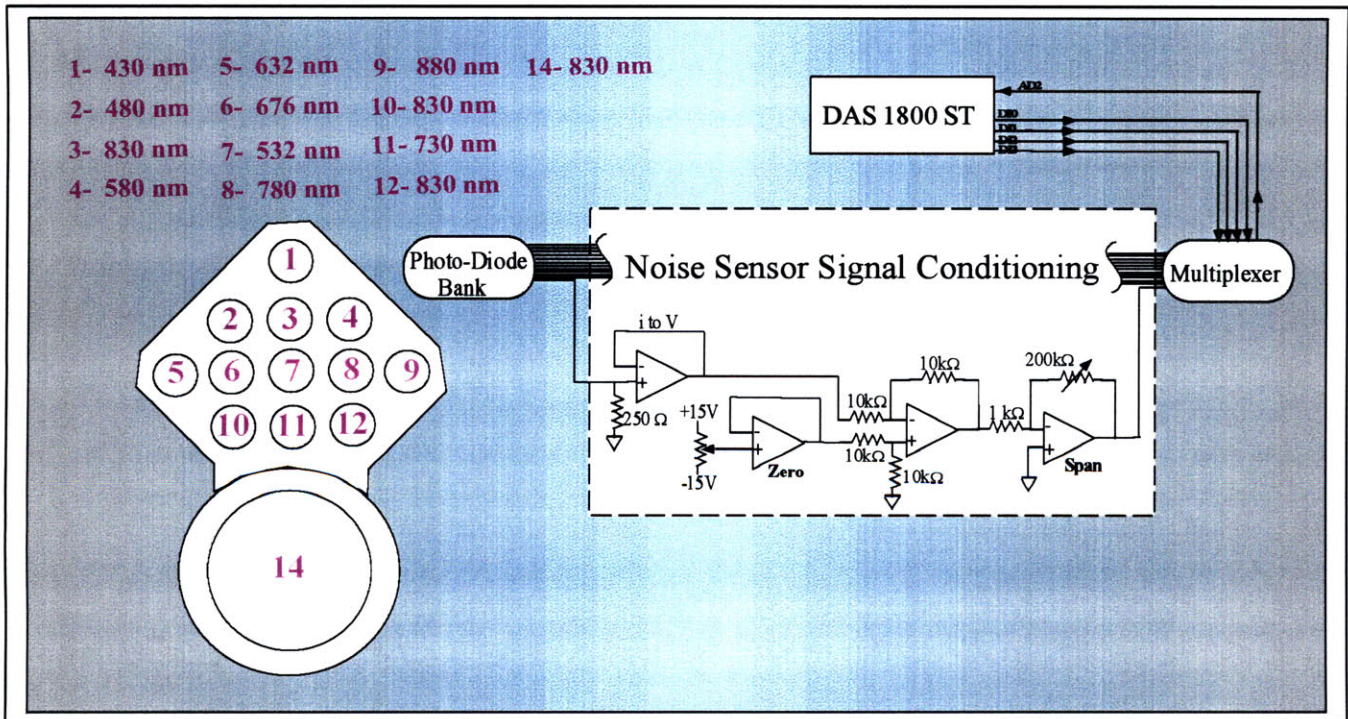 1- 430 nm 5- 632 nm 9- 880 nm 14- 830 nm
2- 480 nm 6- 676 nm 10- 830 nm
3- 830 nm 7- 532 nm 11- 730 nm
4- 580 nm 8- 780 nm 12- 830 nm
AD2
DAS 1800 ST
1
2 3 4
5 6 7 8 9
10 11 12
14
Photo-Diode
Bank
Noise Sensor Signal Conditioning
Multiplexer
i to V
-
+
250 Ω
+15V
-15V
-
+
Zero
10kΩ
10kΩ
10kΩ
10kΩ
-
+
1 kΩ
200kΩ
-
+
Span